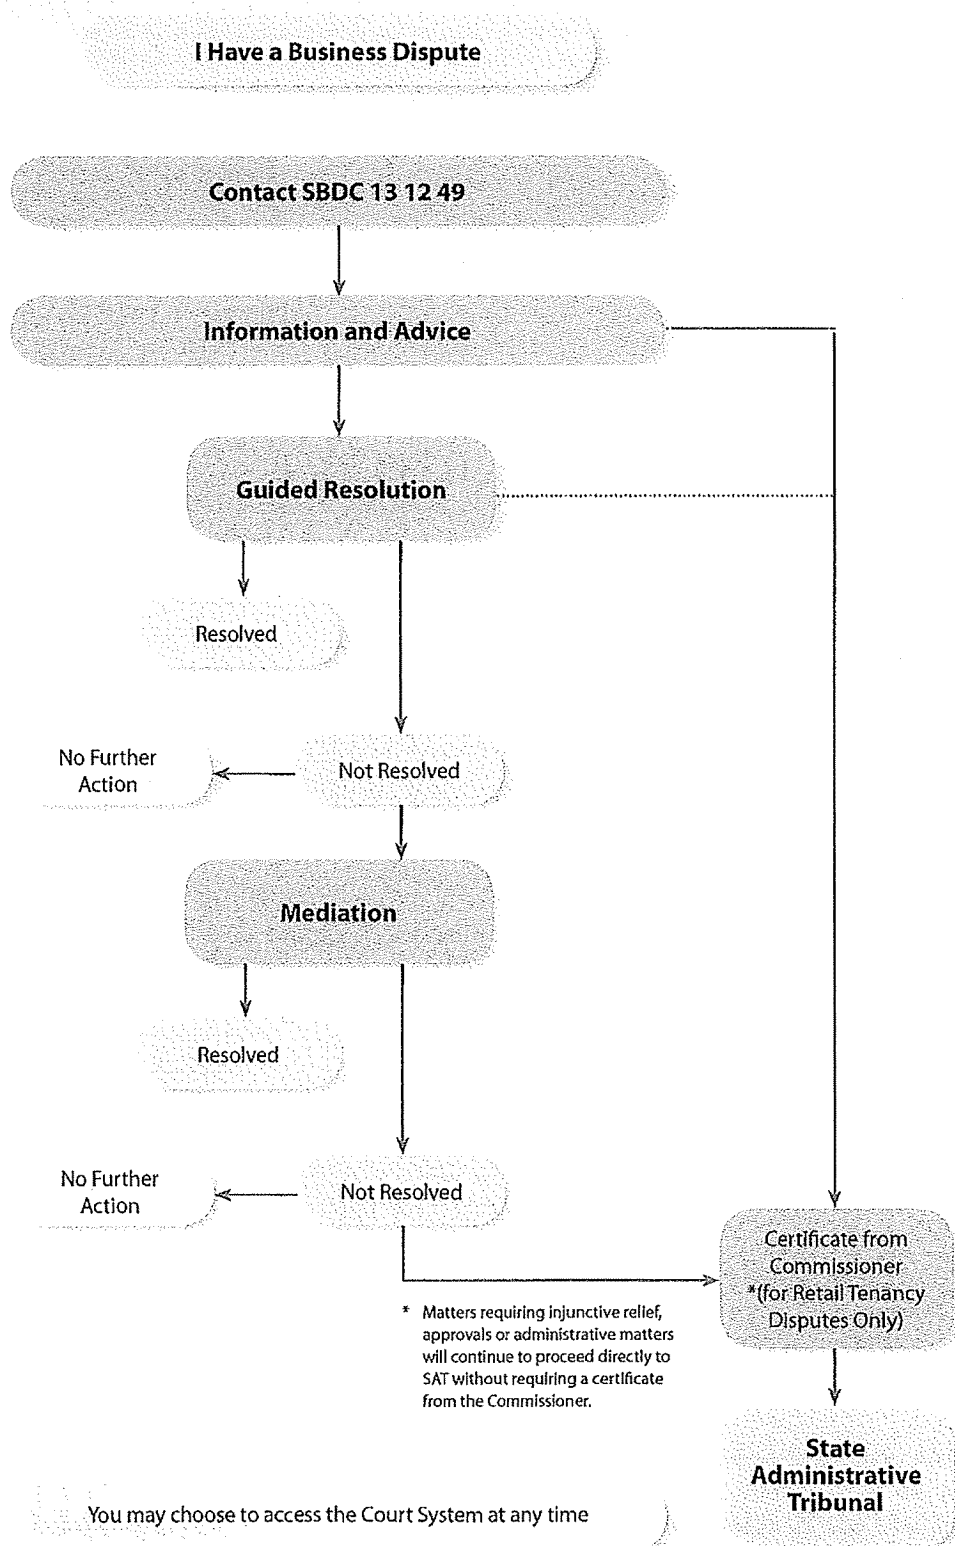 I Have a Business Dispute
Contact SBDC 13 12 49
Information and Advice
Guided Resolution
Resolved
No Further
Action
Not Resolved
Mediation
Resolved
No Further
Action
Not Resolved
Certificate from
Commissioner
*(for Retail Tenancy
Disputes Only)
* Matters requiring injunctive relief,
approvals or administrative matters
will continue to proceed directly to
SAT without requiring a certificate
from the Commissioner.
State
Administrative
Tribunal
You may choose to access the Court System at any time